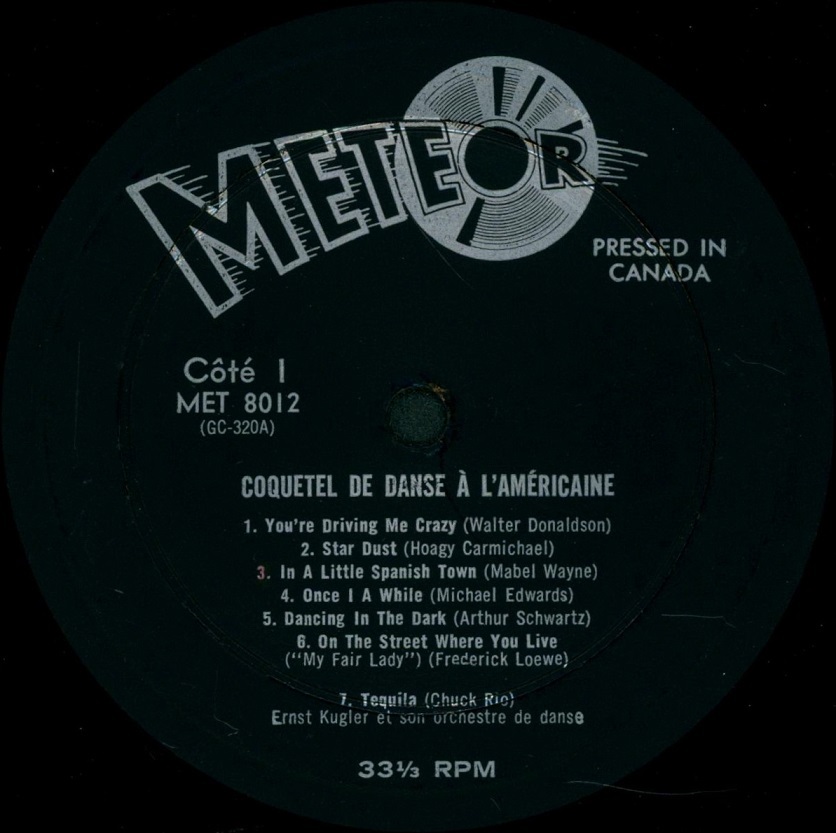 METEOR
PRESSED IN
CANADA
Côté 1
MET 8012
(GC-320A)
COQUETEL DE DANSE À L'AMÉRICAINE
1. You're Driving Me Crazy (Walter Donaldson)
2. Star Dust (Hoagy Carmichael)
3. In A Little Spanish Town (Mabel Wayne)
4. Once I A While (Michael Edwards)
5. Dancing In The Dark (Arthur Schwartz)
6. On The Street Where You Live
("My Fair Lady") (Frederick Loewe)
7. Tequila (Chuck Rio)
Ernst Kugler et son orchestre de danse
33⅓ RPM